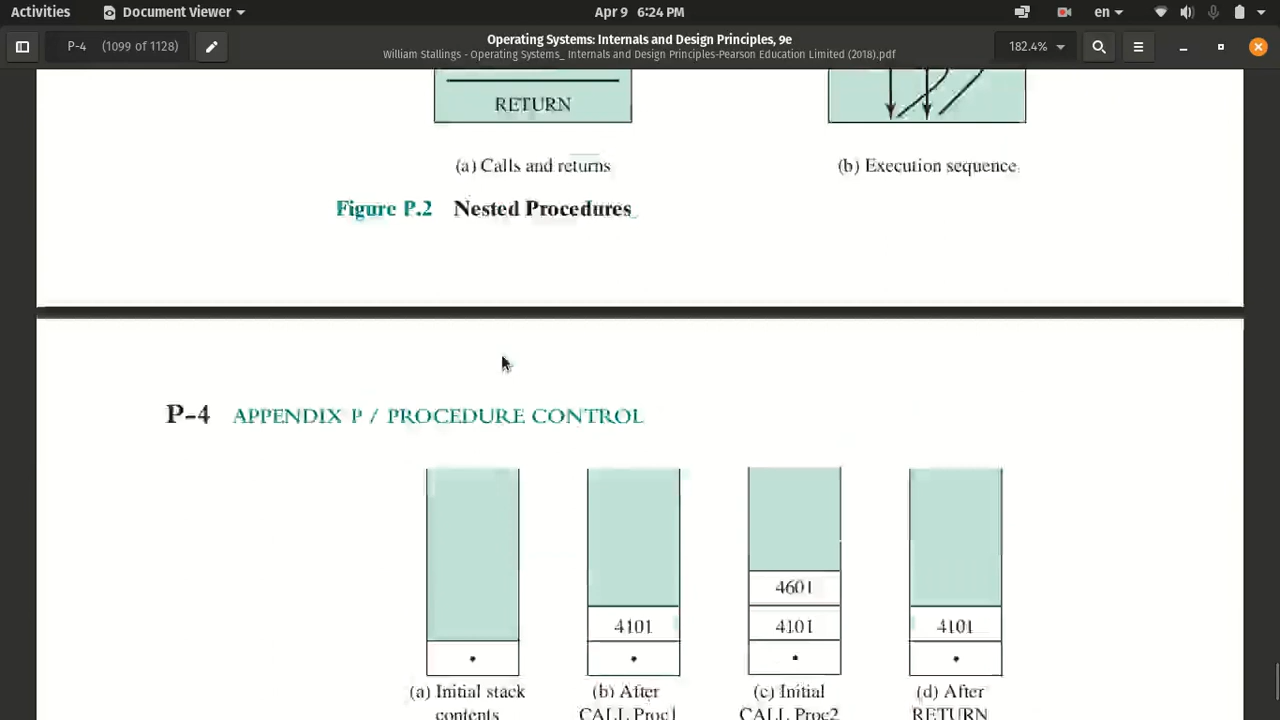 Activities
Document Viewer
Apr 9 6:24 PM
en
P-4 (1099 of 1128)
Operating Systems: Internals and Design Principles, 9e
William Stallings - Operating Systems_ Internals and Design Principles-Pearson Education Limited (2018).pdf
182.4%
RETURN
(a) Calls and returns
(b) Execution sequence
Figure P.2 Nested Procedures
P-4 APPENDIX P / PROCEDURE CONTROL
4601
4101 4101 4101
(a) Initial stack
contents
(b) After
CALL Proc1
(c) Initial
CALL Proc2
(d) After
RETURN